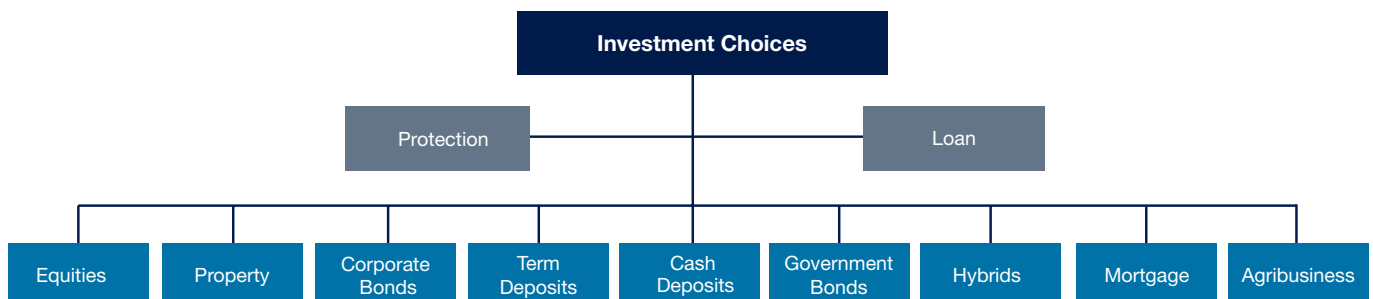 Investment Choices
Protection
Loan
Equities
Property
Corporate
Bonds
Term
Deposits
Cash
Deposits
Government
Bonds
Hybrids
Mortgage
Agribusiness